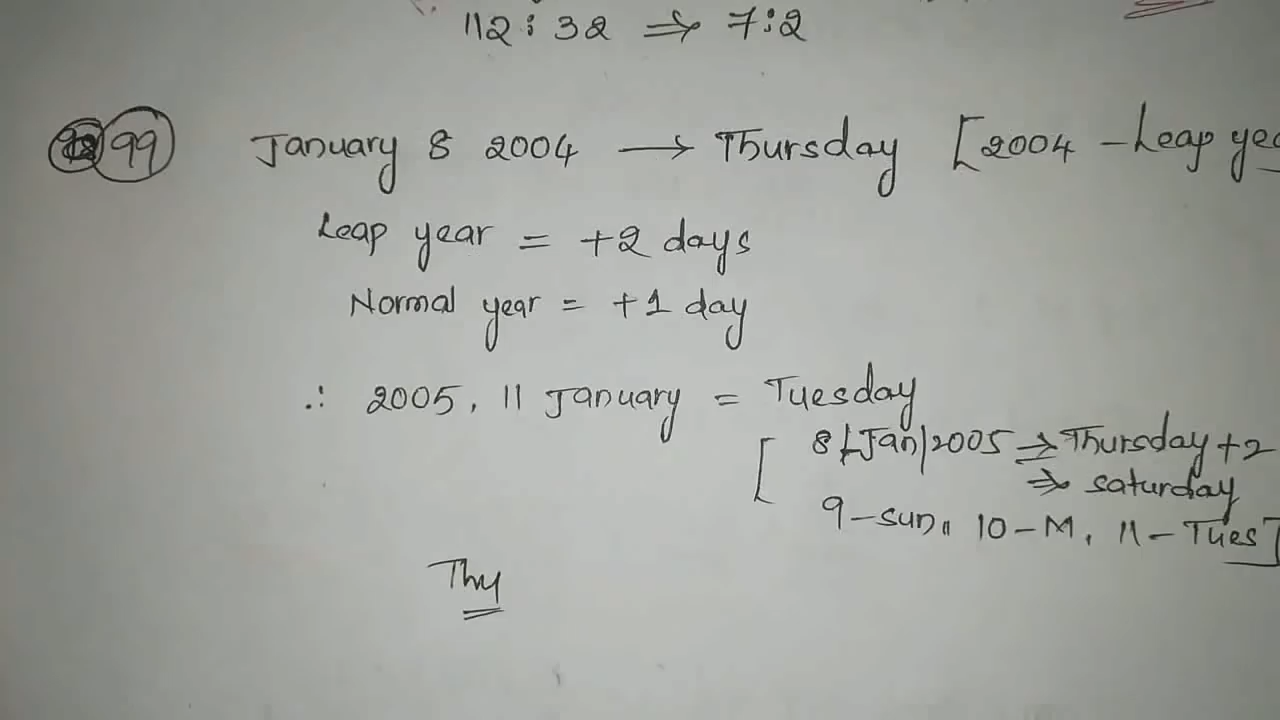 112 : 32 ⇒ 7:2
99 January 8 2004 → Thursday [2004 - Leap yea
Leap year = +2 days
Normal year = +1 day
∴ 2005, 11 January = Tuesday
[ 8/Jan/2005 ⇒ Thursday +2
⇒ saturday
9 - sun, 10 - M, 11 - Tues]